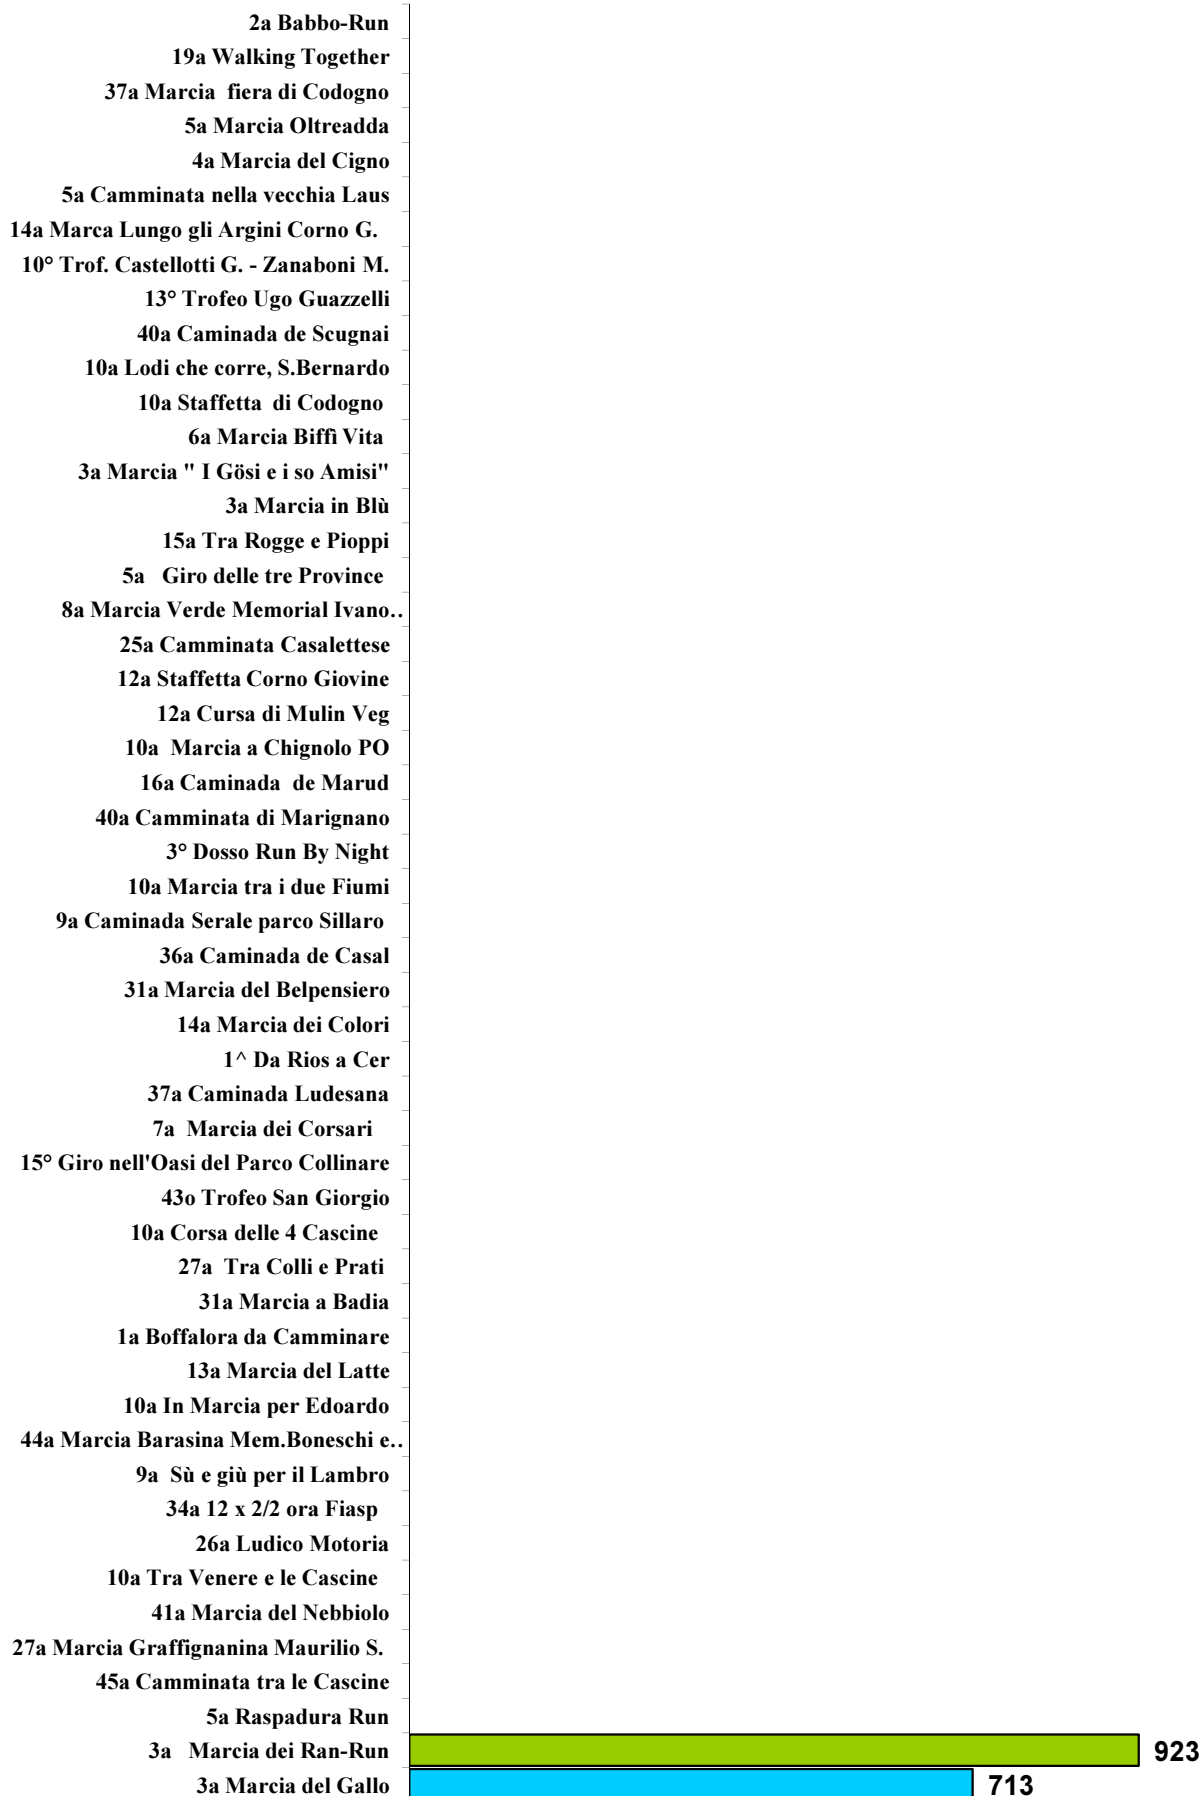 2a Babbo-Run
19a Walking Together
37a Marcia  fiera di Codogno
5a Marcia Oltreadda
4a Marcia del Cigno
5a Camminata nella vecchia Laus
14a Marca Lungo gli Argini Corno G.
10° Trof. Castellotti G. - Zanaboni M.
13° Trofeo Ugo Guazzelli
40a Caminada de Scugnai
10a Lodi che corre, S.Bernardo
10a Staffetta  di Codogno
6a Marcia Biffì Vita
3a Marcia " I Gösi e i so Amisi"
3a Marcia in Blù
15a Tra Rogge e Pioppi
5a   Giro delle tre Province
8a Marcia Verde Memorial Ivano..
25a Camminata Casalettese
12a Staffetta Corno Giovine
12a Cursa di Mulin Veg
10a  Marcia a Chignolo PO
16a Caminada  de Marud
40a Camminata di Marignano
3° Dosso Run By Night
10a Marcia tra i due Fiumi
9a Caminada Serale parco Sillaro
36a Caminada de Casal
31a Marcia del Belpensiero
14a Marcia dei Colori
1^ Da Rios a Cer
37a Caminada Ludesana
7a  Marcia dei Corsari
15° Giro nell'Oasi del Parco Collinare
43o Trofeo San Giorgio
10a Corsa delle 4 Cascine
27a  Tra Colli e Prati
31a Marcia a Badia
1a Boffalora da Camminare
13a Marcia del Latte
10a In Marcia per Edoardo
44a Marcia Barasina Mem.Boneschi e..
9a  Sù e giù per il Lambro
34a 12 x 2/2 ora Fiasp
26a Ludico Motoria
10a Tra Venere e le Cascine
41a Marcia del Nebbiolo
27a Marcia Graffignanina Maurilio S.
45a Camminata tra le Cascine
5a Raspadura Run
3a   Marcia dei Ran-Run 923
3a Marcia del Gallo 713